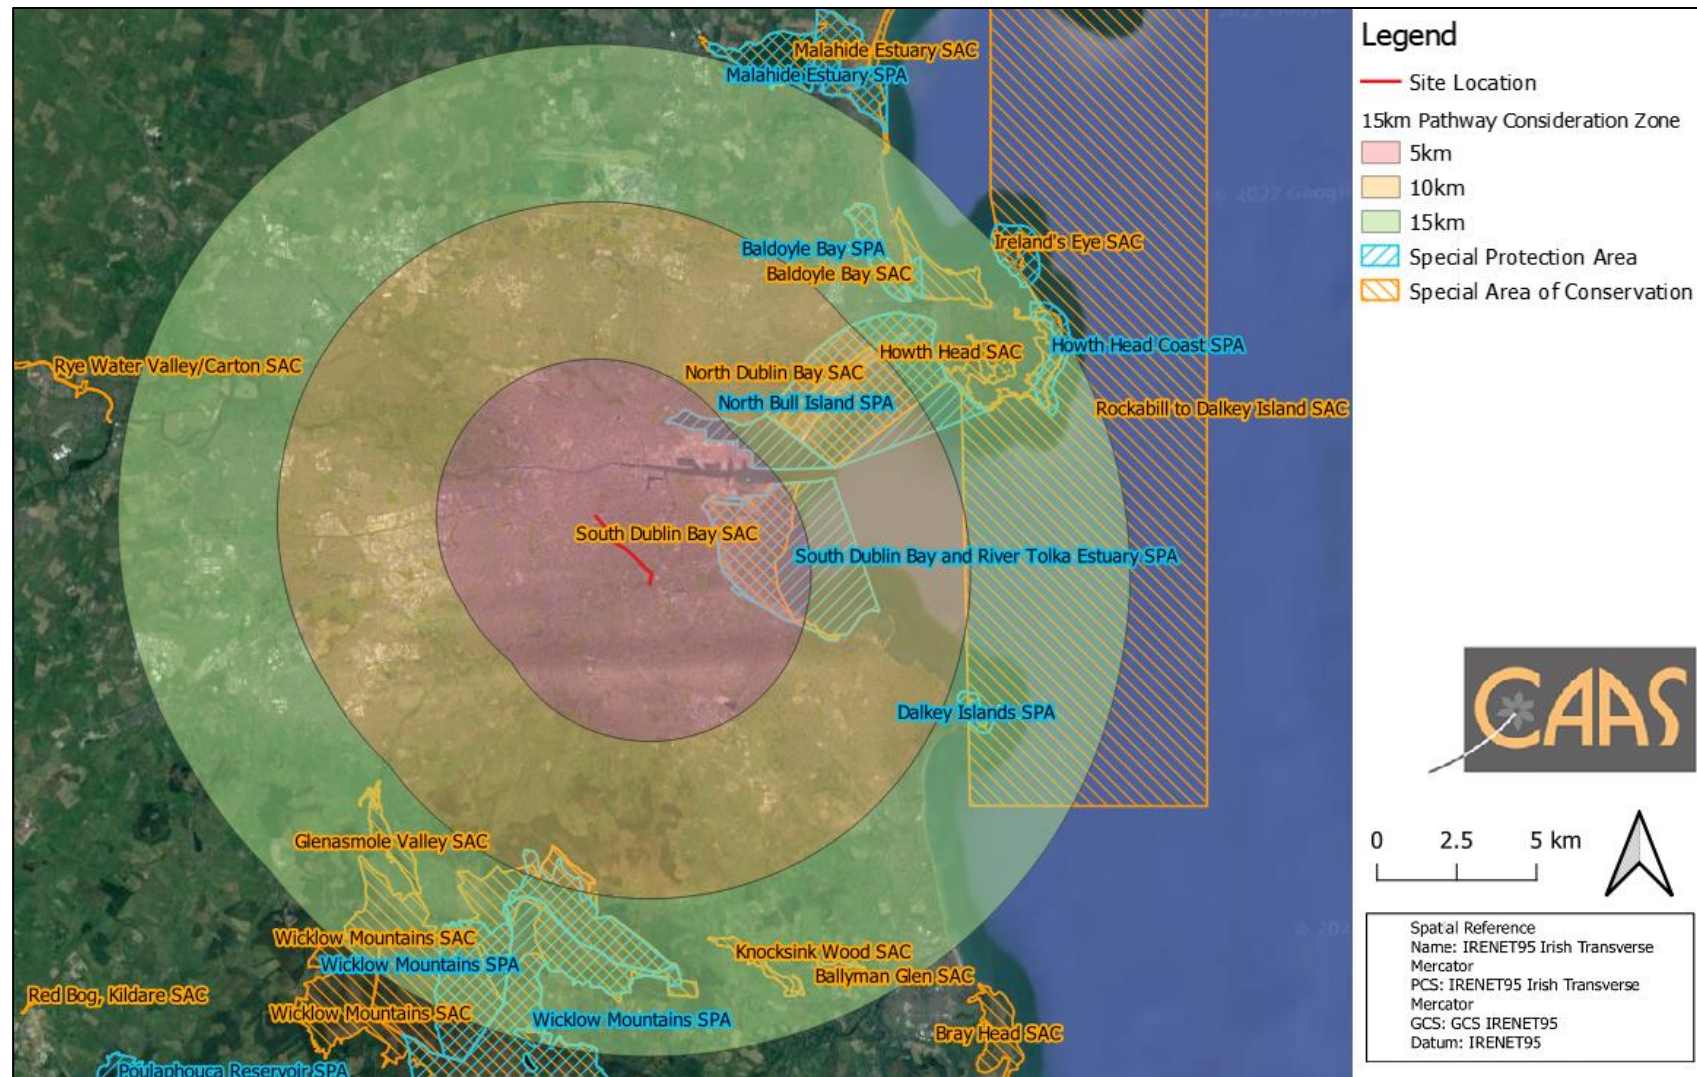 Malahide Estuary SAC
Malahide Estuary SPA
Baldoyle Bay SPA
Baldoyle Bay SAC
Ireland's Eye SAC
Howth Head Coast SPA
Howth Head SAC
Rye Water Valley/Carton SAC
North Dublin Bay SAC
North Bull Island SPA
Rockabill to Dalkey Island SAC
South Dublin Bay SAC
South Dublin Bay and River Tolka Estuary SPA
Dalkey Islands SPA
Glenasmole Valley SAC
Wicklow Mountains SAC
Wicklow Mountains SPA
Knocksink Wood SAC
Ballyman Glen SAC
Red Bog, Kildare SAC
Wicklow Mountains SAC
Wicklow Mountains SPA
Bray Head SAC
Poulaphouca Reservoir SPA
© 2022 Google
Legend
Site Location
15km Pathway Consideration Zone
5km
10km
15km
Special Protection Area
Special Area of Conservation
CAAS
0 2.5 5 km
Spatial Reference
Name: IRENET95 Irish Transverse
Mercator
PCS: IRENET95 Irish Transverse
Mercator
GCS: GCS IRENET95
Datum: IRENET95